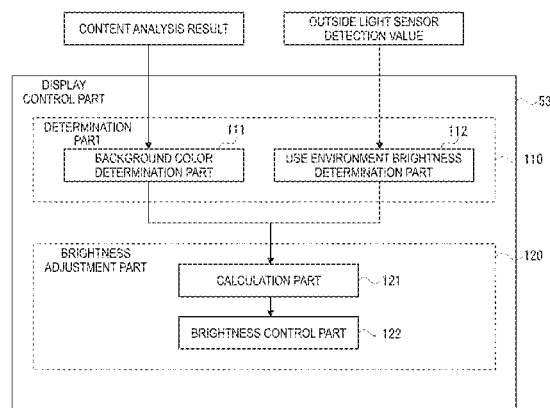 CONTENT ANALYSIS RESULT
OUTSIDE LIGHT SENSOR
DETECTION VALUE
DISPLAY
CONTROL PART
53
DETERMINATION
PART
111
112
BACKGROUND COLOR
DETERMINATION PART
USE ENVIRONMENT BRIGHTNESS
DETERMINATION PART
110
BRIGHTNESS
ADJUSTMENT PART
120
CALCULATION PART
121
BRIGHTNESS CONTROL PART
122